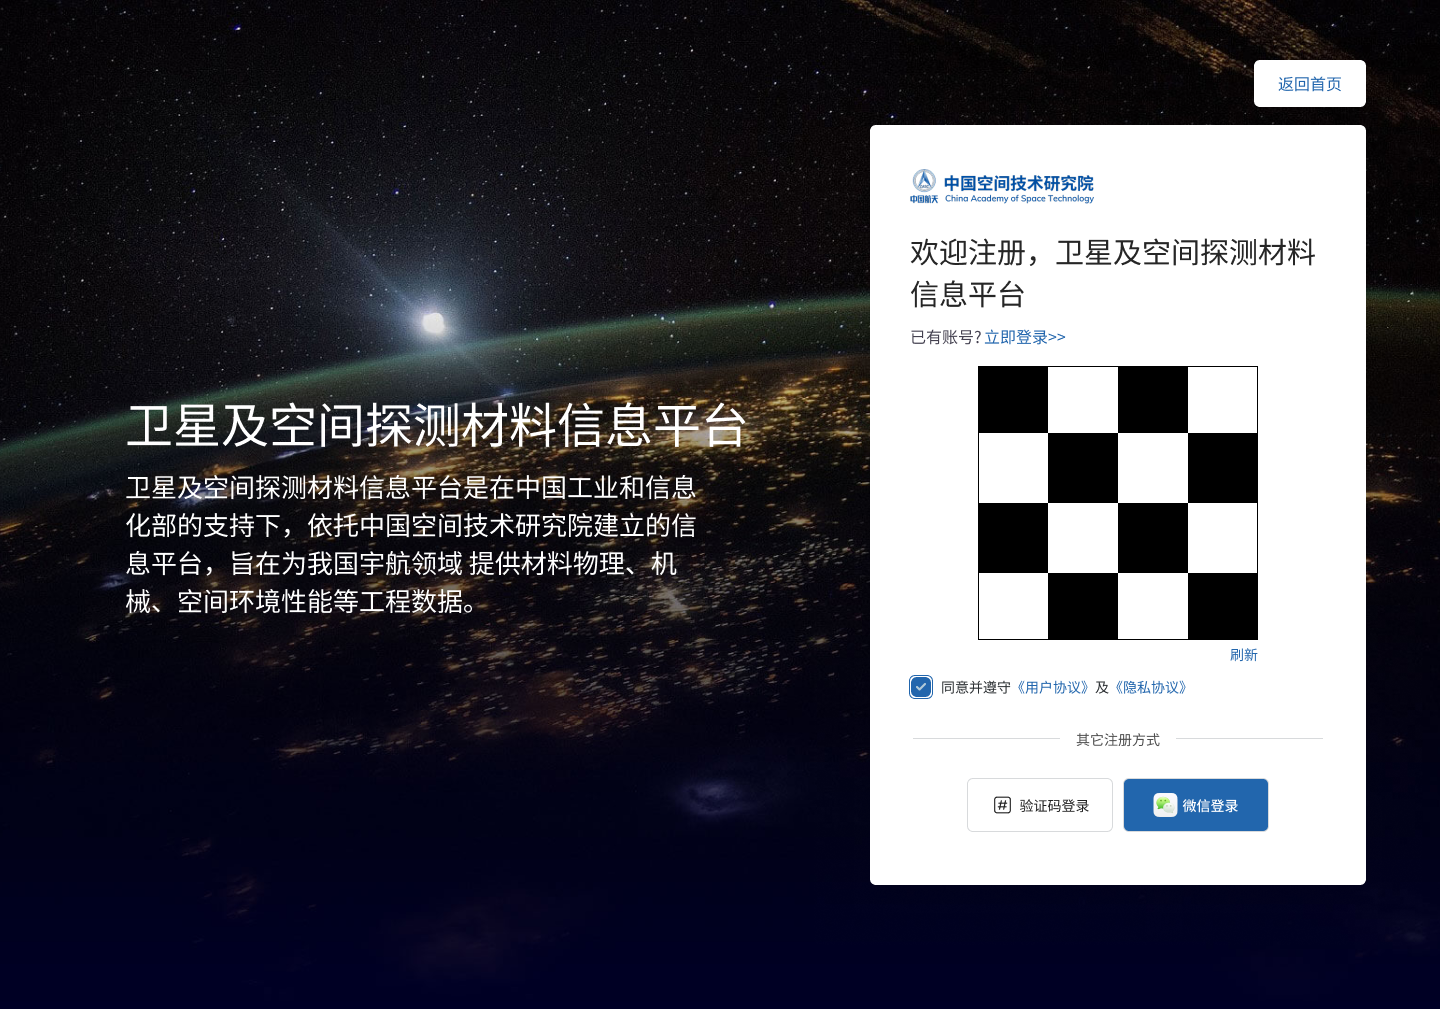 返回首页
中国航天
中国空间技术研究院
China Academy of Space Technology
欢迎注册，卫星及空间探测材料
信息平台
已有账号? 立即登录>>
卫星及空间探测材料信息平台
卫星及空间探测材料信息平台是在中国工业和信息
化部的支持下，依托中国空间技术研究院建立的信
息平台，旨在为我国宇航领域 提供材料物理、机
械、空间环境性能等工程数据。
刷新
同意并遵守《用户协议》及《隐私协议》
其它注册方式
验证码登录
微信登录